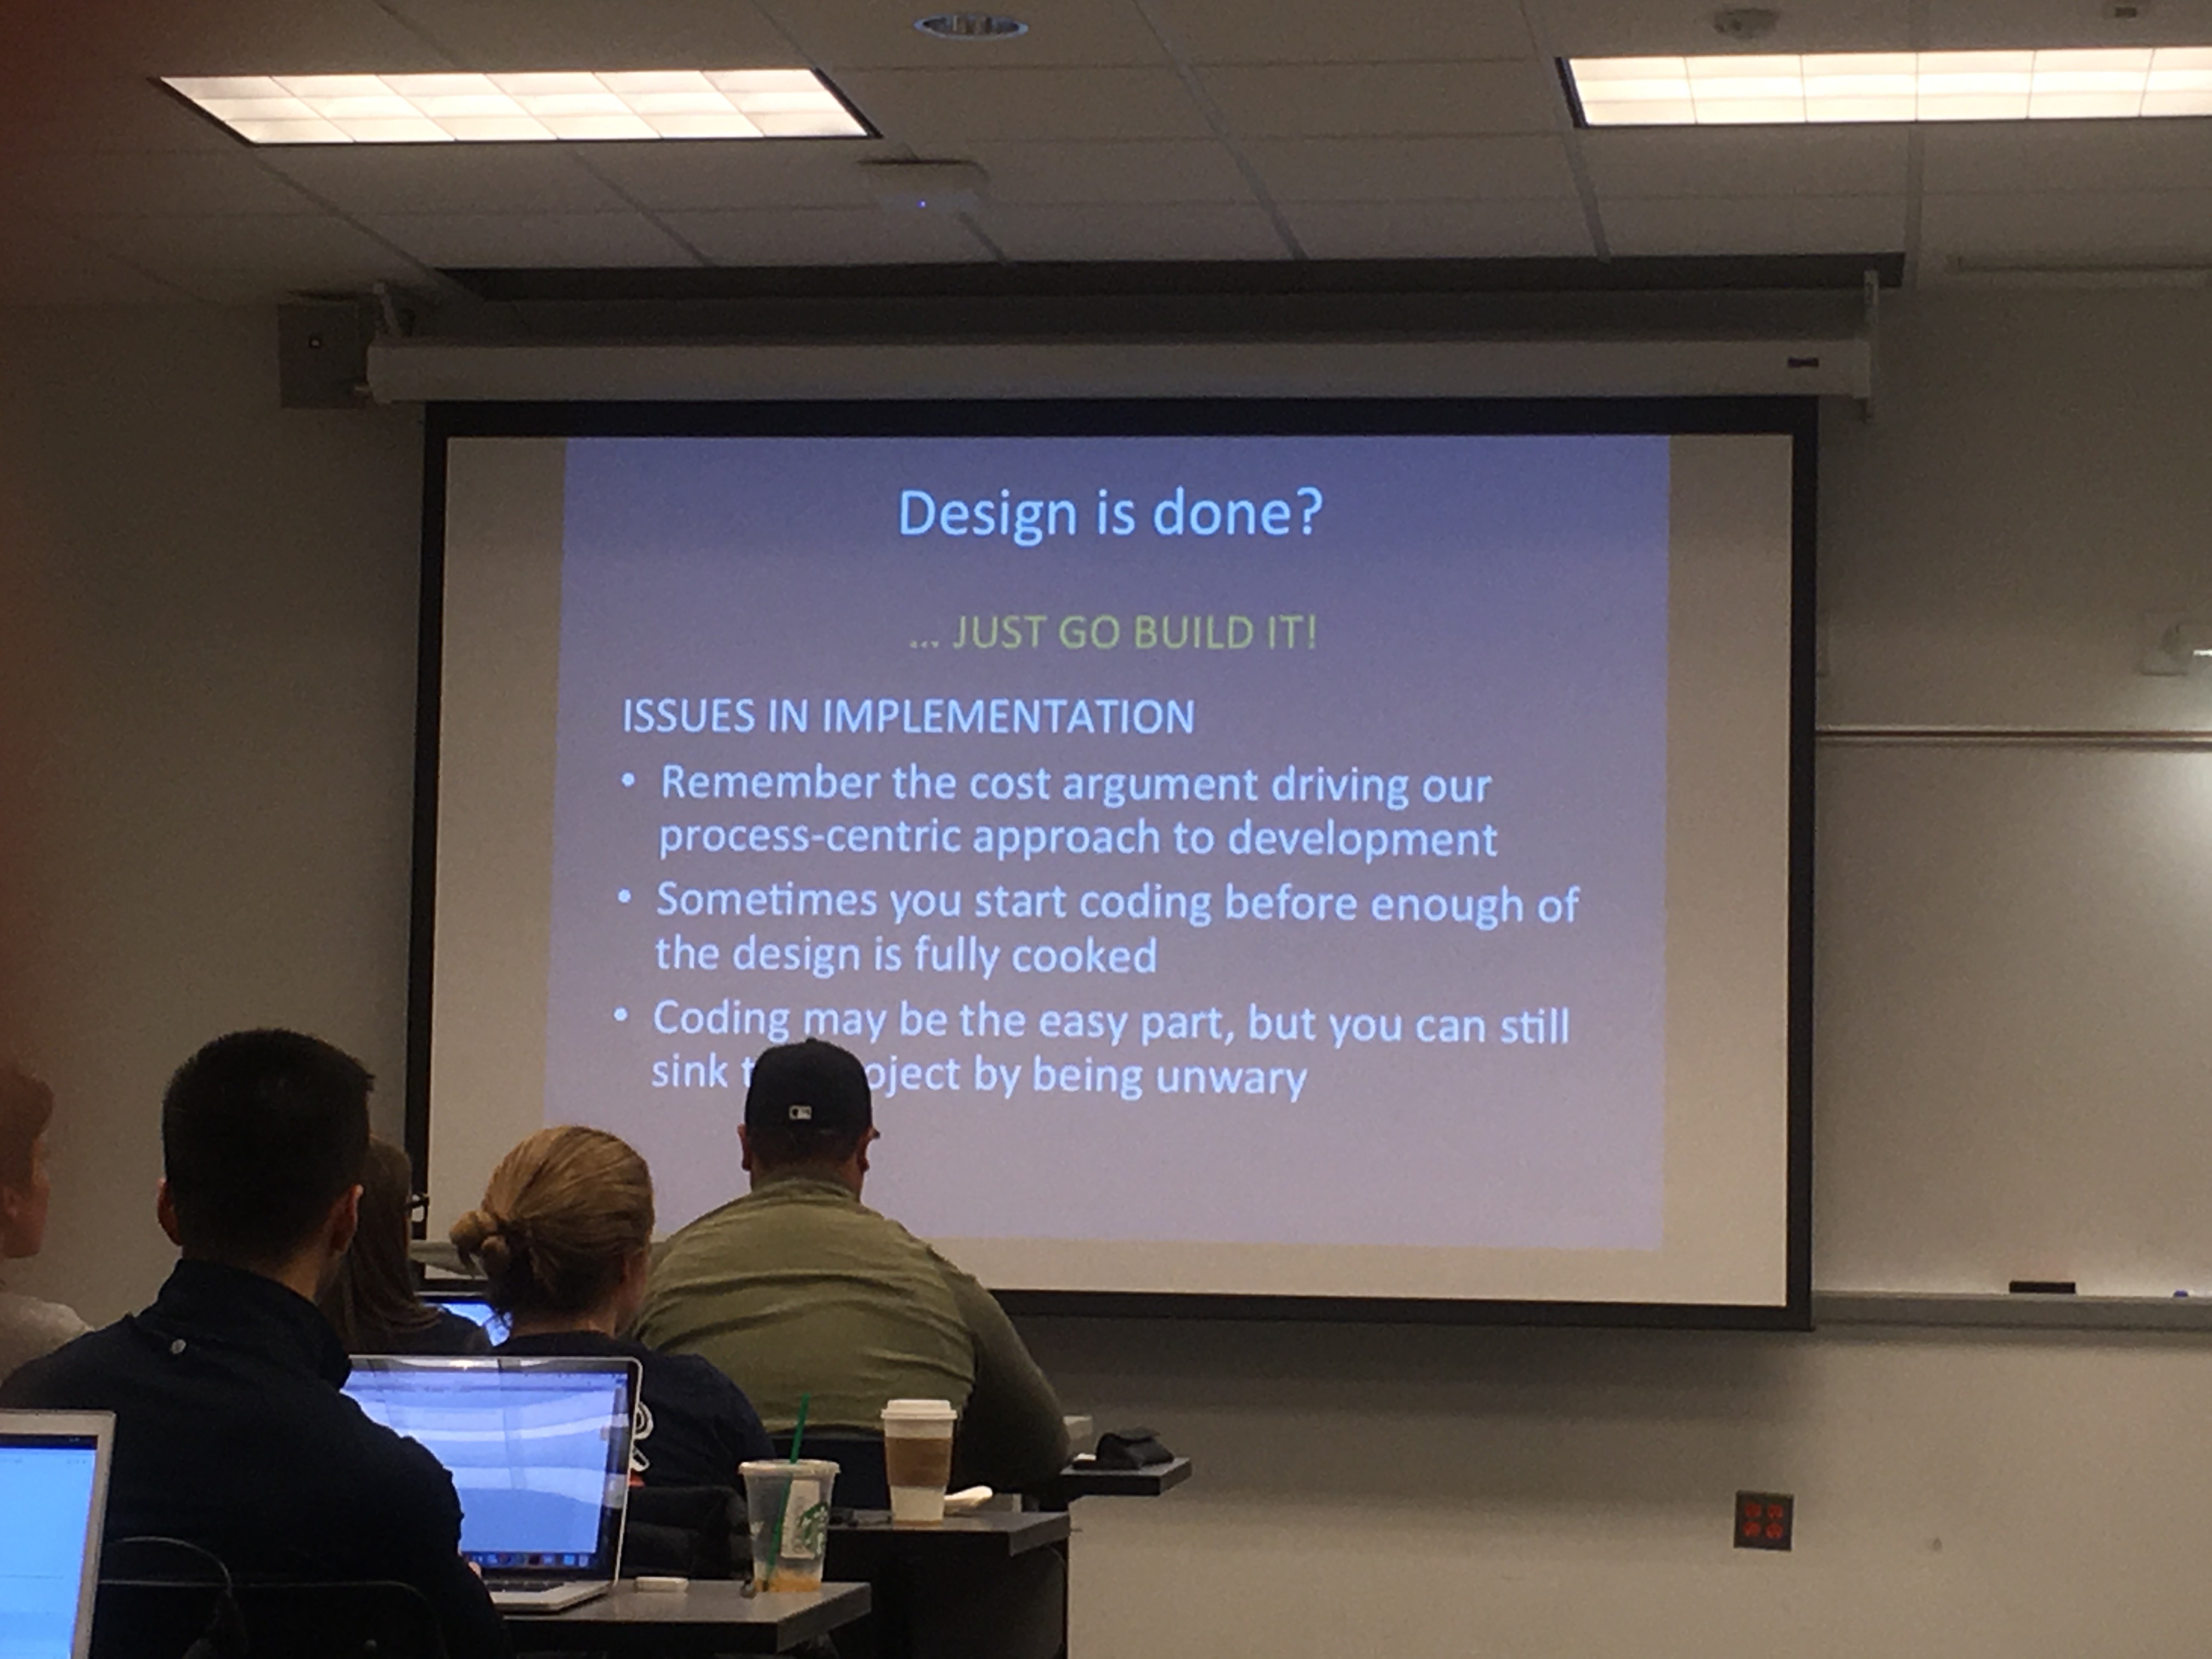 Design is done?
... JUST GO BUILD IT!
ISSUES IN IMPLEMENTATION
• Remember the cost argument driving our
process-centric approach to development
• Sometimes you start coding before enough of
the design is fully cooked
• Coding may be the easy part, but you can still
sink t oject by being unwary